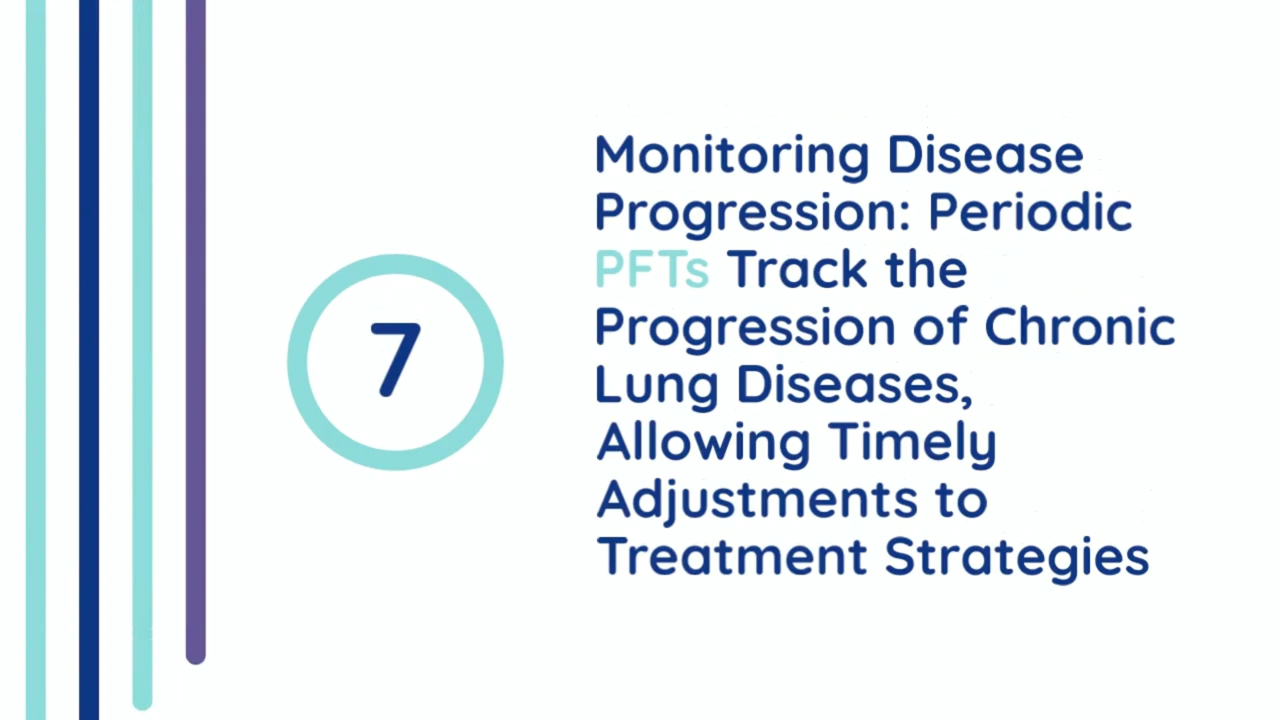 7
Monitoring Disease
Progression: Periodic
PFTs Track the
Progression of Chronic
Lung Diseases,
Allowing Timely
Adjustments to
Treatment Strategies